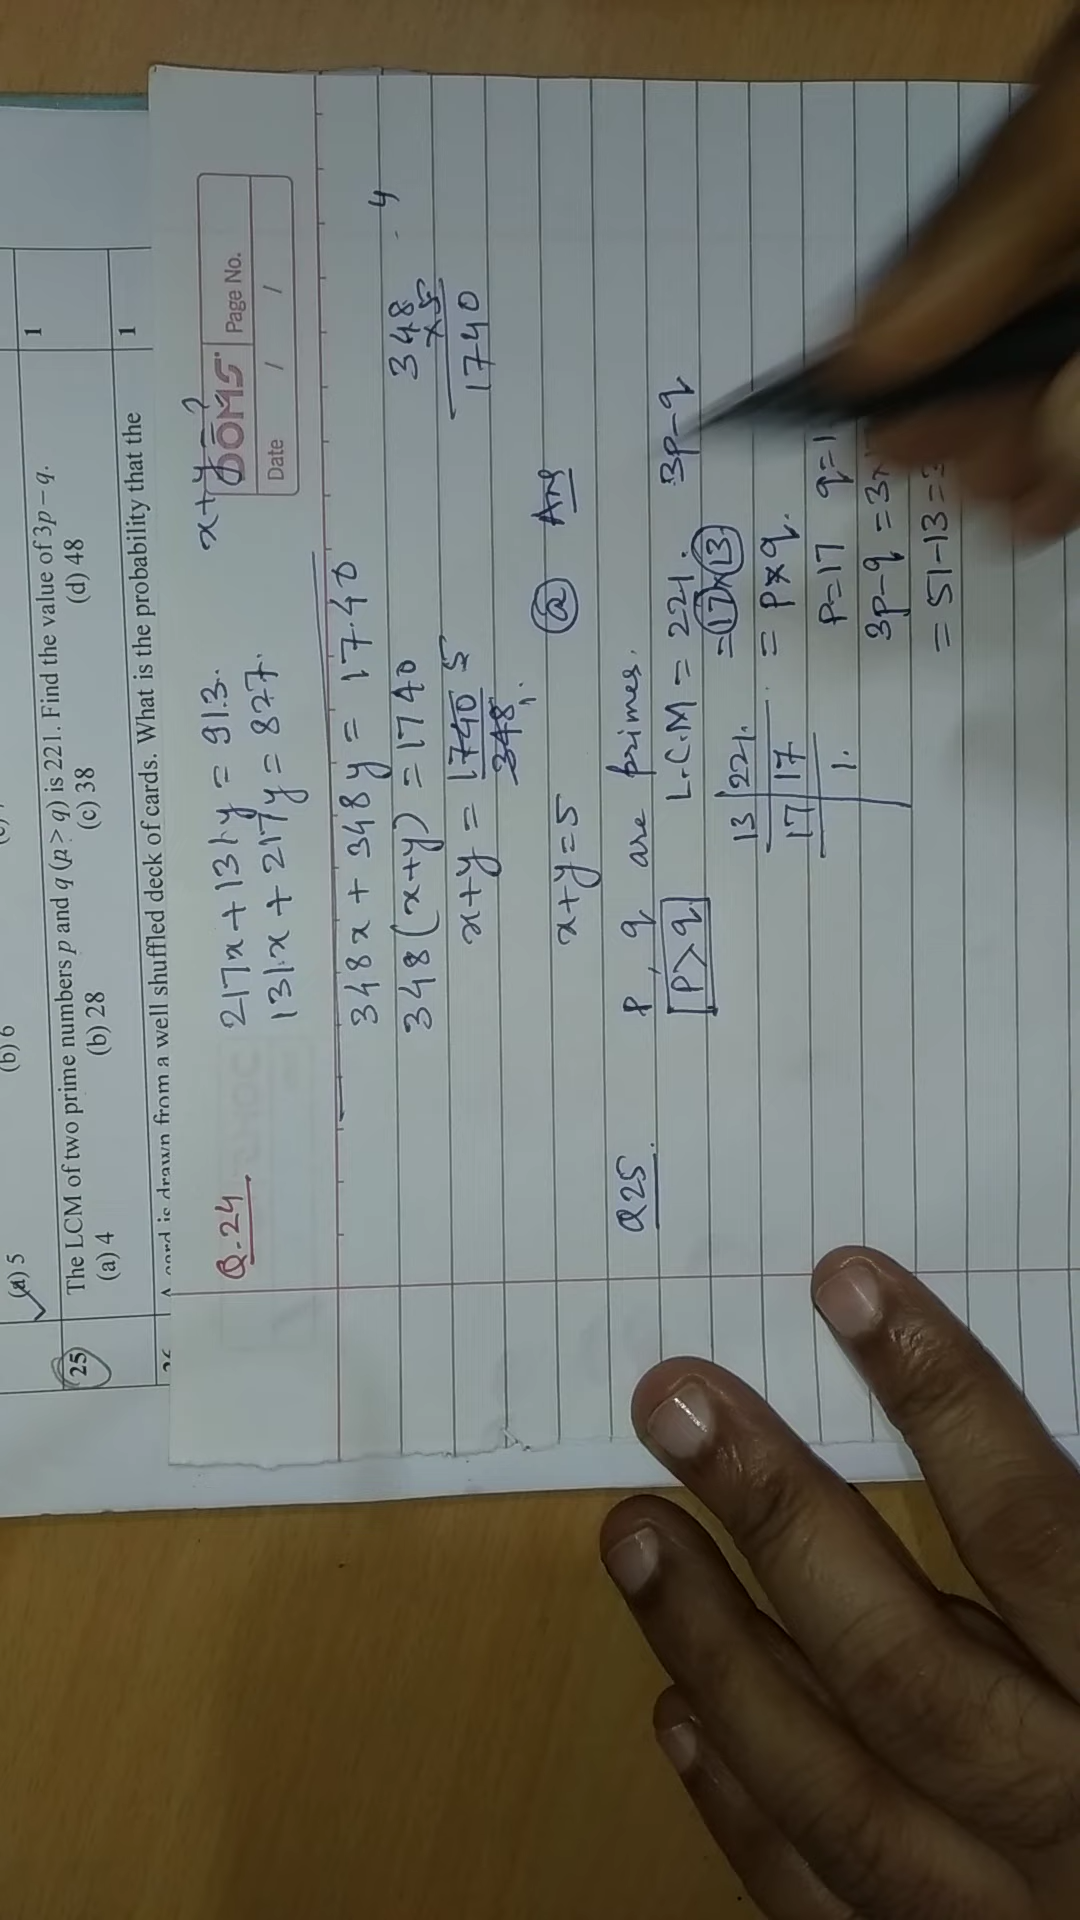 (a) 5 (b) 6
25 The LCM of two prime numbers p and q (p > q) is 221. Find the value of 3p – q. 1
(a) 4 (b) 28 (c) 38 (d) 48
A card is drawn from a well shuffled deck of cards. What is the probability that the 1
DOMS Page No.
Date / /
Q.24. 217x + 131y = 913. x+y=?
131x + 217y = 827.
348x + 348y = 1740
348(x+y) = 1740
348
x5
1740
x+y = 1740 5
348
x+y=5 (a) Ans
Q25. P, q are primes.
P>q L.C.M = 221. 3p-q
= 17x13
13 221. = P x q.
17 17 P=17
1. 3p-q
= 51-13=